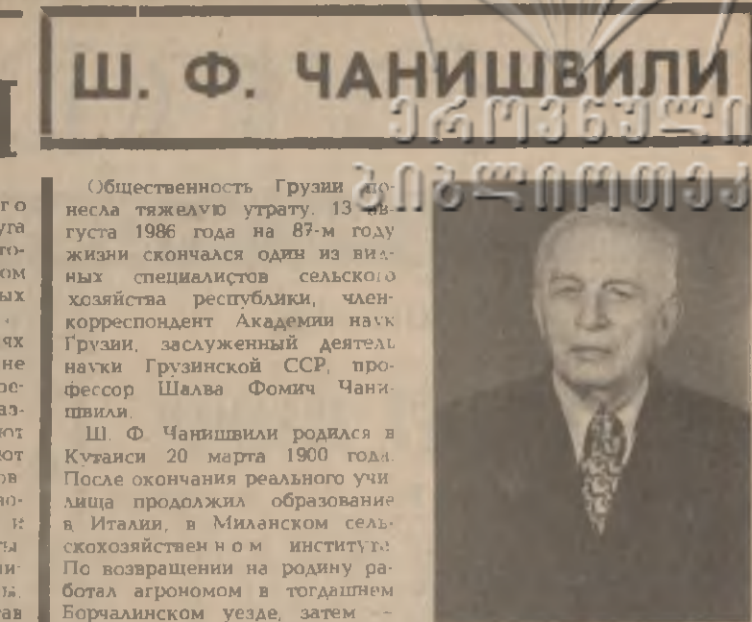 Ш. Ф. ЧАНИШВИЛИ
ეროვნული
ბიბლიოთეკა
Общественность Грузии по-
несла тяжелую утрату. 13 ав-
густа 1986 года на 87-м году
жизни скончался один из вид-
ных специалистов сельского
хозяйства республики, член-
корреспондент Академии наук
Грузии, заслуженный деятель
науки Грузинской ССР, про-
фессор Шалва Фомич Чани-
швили.
Ш. Ф. Чанишвили родился в
Кутаиси 20 марта 1900 года.
После окончания реального учи
лища продолжил образование
в Италии, в Миланском сель-
скохозяйственном институте.
По возвращении на родину ра-
ботал агрономом в тогдашнем
Борчалинском уезде, затем —